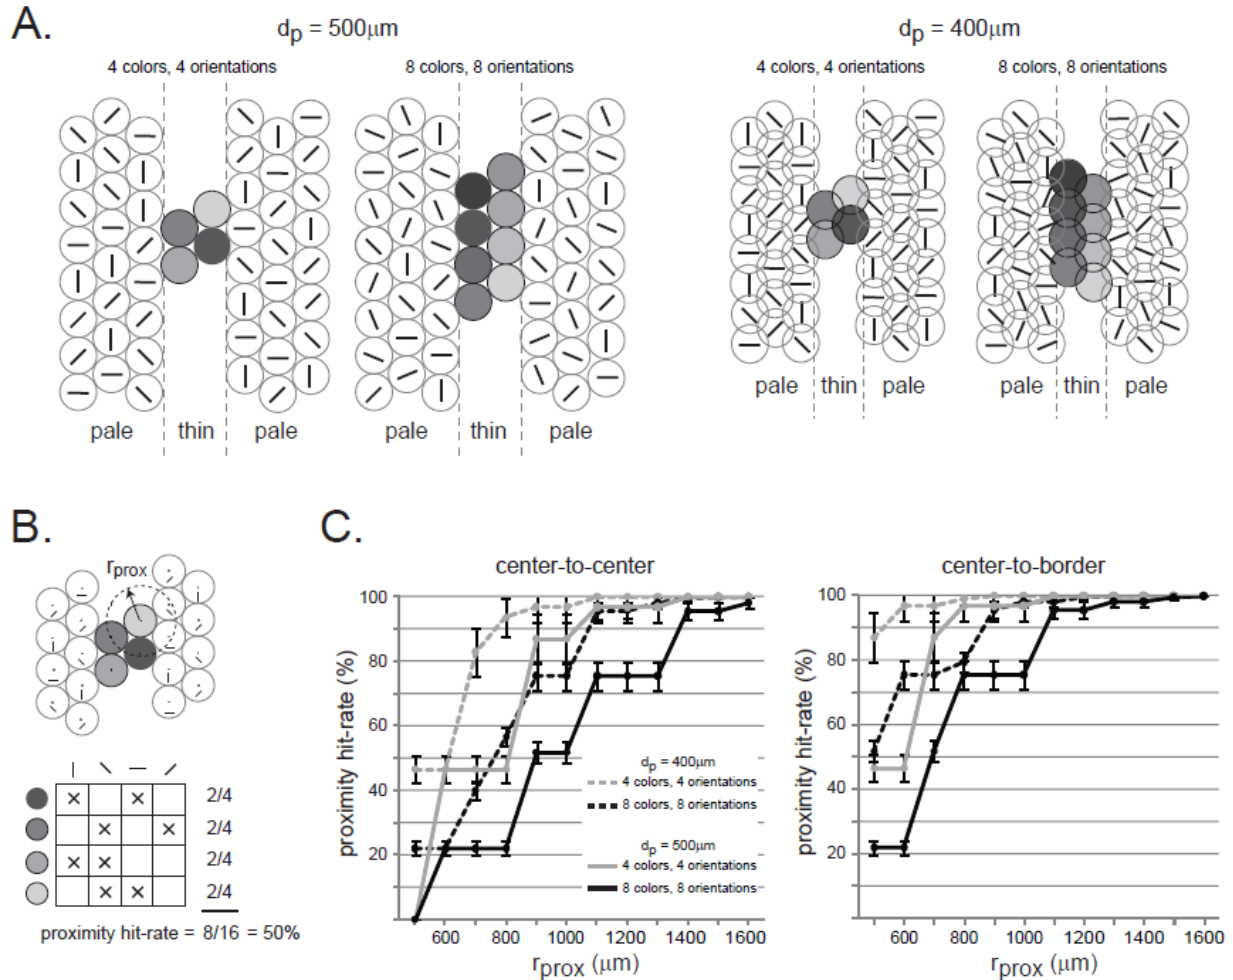 A.
dp = 500μm
dp = 400μm
4 colors, 4 orientations
8 colors, 8 orientations
4 colors, 4 orientations
8 colors, 8 orientations
pale thin pale
pale thin pale
pale thin pale
pale thin pale
B.
rprox
2/4
2/4
2/4
2/4
proximity hit-rate = 8/16 = 50%
C.
center-to-center
proximity hit-rate (%)
100
80
60
40
20
600 800 1000 1200 1400 1600
rprox (μm)
dp = 400μm
4 colors, 4 orientations
8 colors, 8 orientations
dp = 500μm
4 colors, 4 orientations
8 colors, 8 orientations
center-to-border
proximity hit-rate (%)
100
80
60
40
20
600 800 1000 1200 1400 1600
rprox (μm)